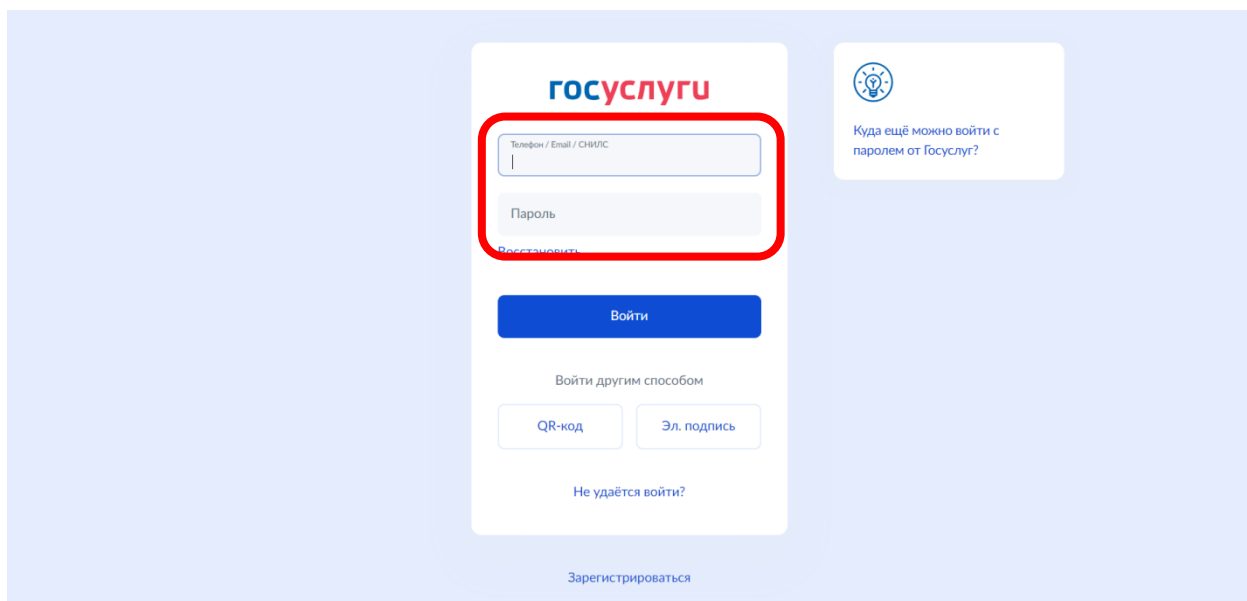 госуслуги
Телефон / Email / СНИЛС
Пароль
Восстановить
Войти
Войти другим способом
QR-код
Эл. подпись
Не удаётся войти?
Зарегистрироваться
Куда ещё можно войти с
паролем от Госуслуг?